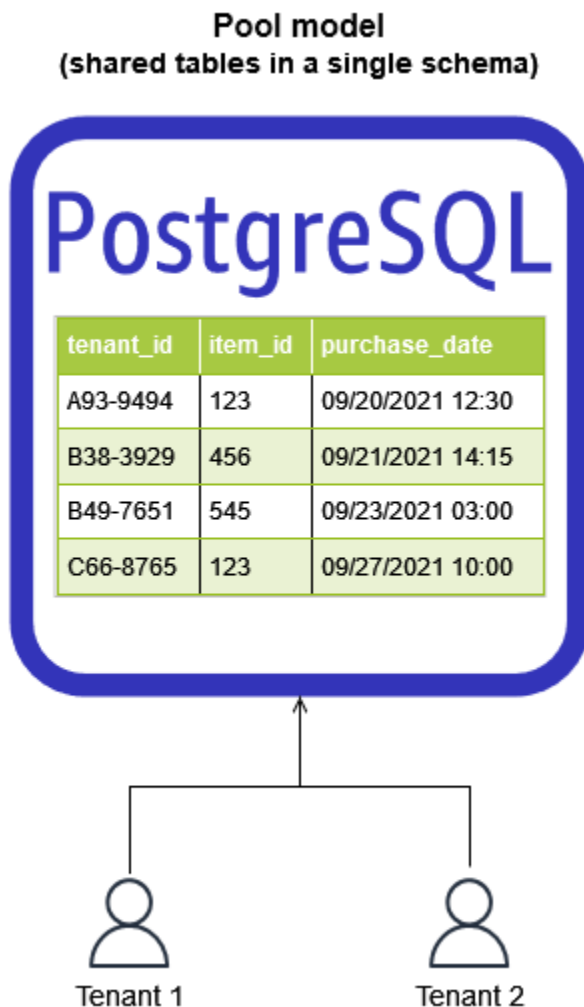 Pool model
(shared tables in a single schema)
PostgreSQL
tenant_id item_id purchase_date
A93-9494 123 09/20/2021 12:30
B38-3929 456 09/21/2021 14:15
B49-7651 545 09/23/2021 03:00
C66-8765 123 09/27/2021 10:00
Tenant 1 Tenant 2